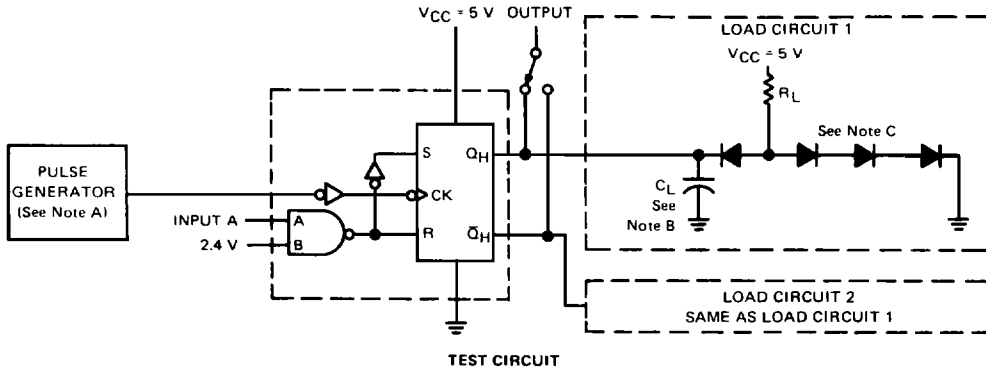 VCC = 5 V OUTPUT
LOAD CIRCUIT 1
VCC = 5 V
RL
See Note C
S
QH
PULSE
GENERATOR
(See Note A)
CK
CL
See
Note B
INPUT A
A
2.4 V
B
R
Q̅H
LOAD CIRCUIT 2
SAME AS LOAD CIRCUIT 1
TEST CIRCUIT